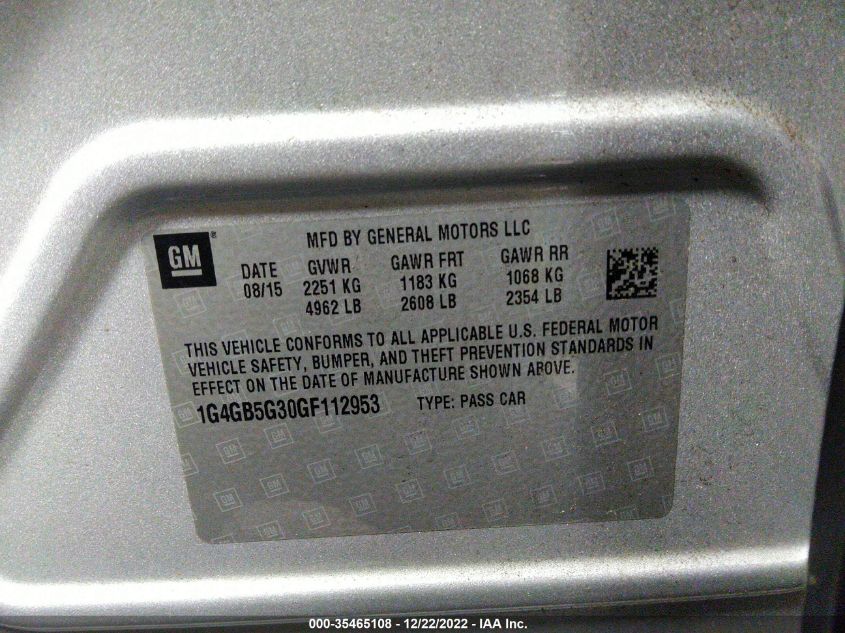 GM ®
MFD BY GENERAL MOTORS LLC
DATE GVWR GAWR FRT GAWR RR
08/15 2251 KG 1183 KG 1068 KG
4962 LB 2608 LB 2354 LB
THIS VEHICLE CONFORMS TO ALL APPLICABLE U.S. FEDERAL MOTOR
VEHICLE SAFETY, BUMPER, AND THEFT PREVENTION STANDARDS IN
EFFECT ON THE DATE OF MANUFACTURE SHOWN ABOVE.
1G4GB5G30GF112953 TYPE: PASS CAR
000-35465108 - 12/22/2022 - IAA Inc.